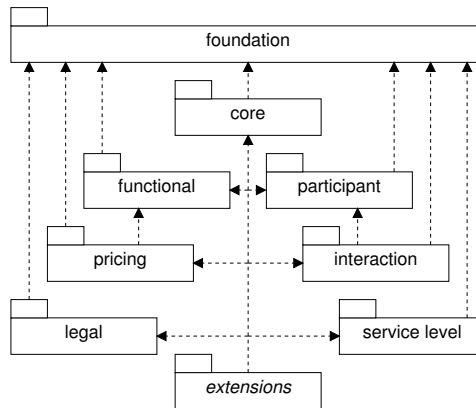 foundation
core
functional
participant
pricing
interaction
legal
service level
extensions